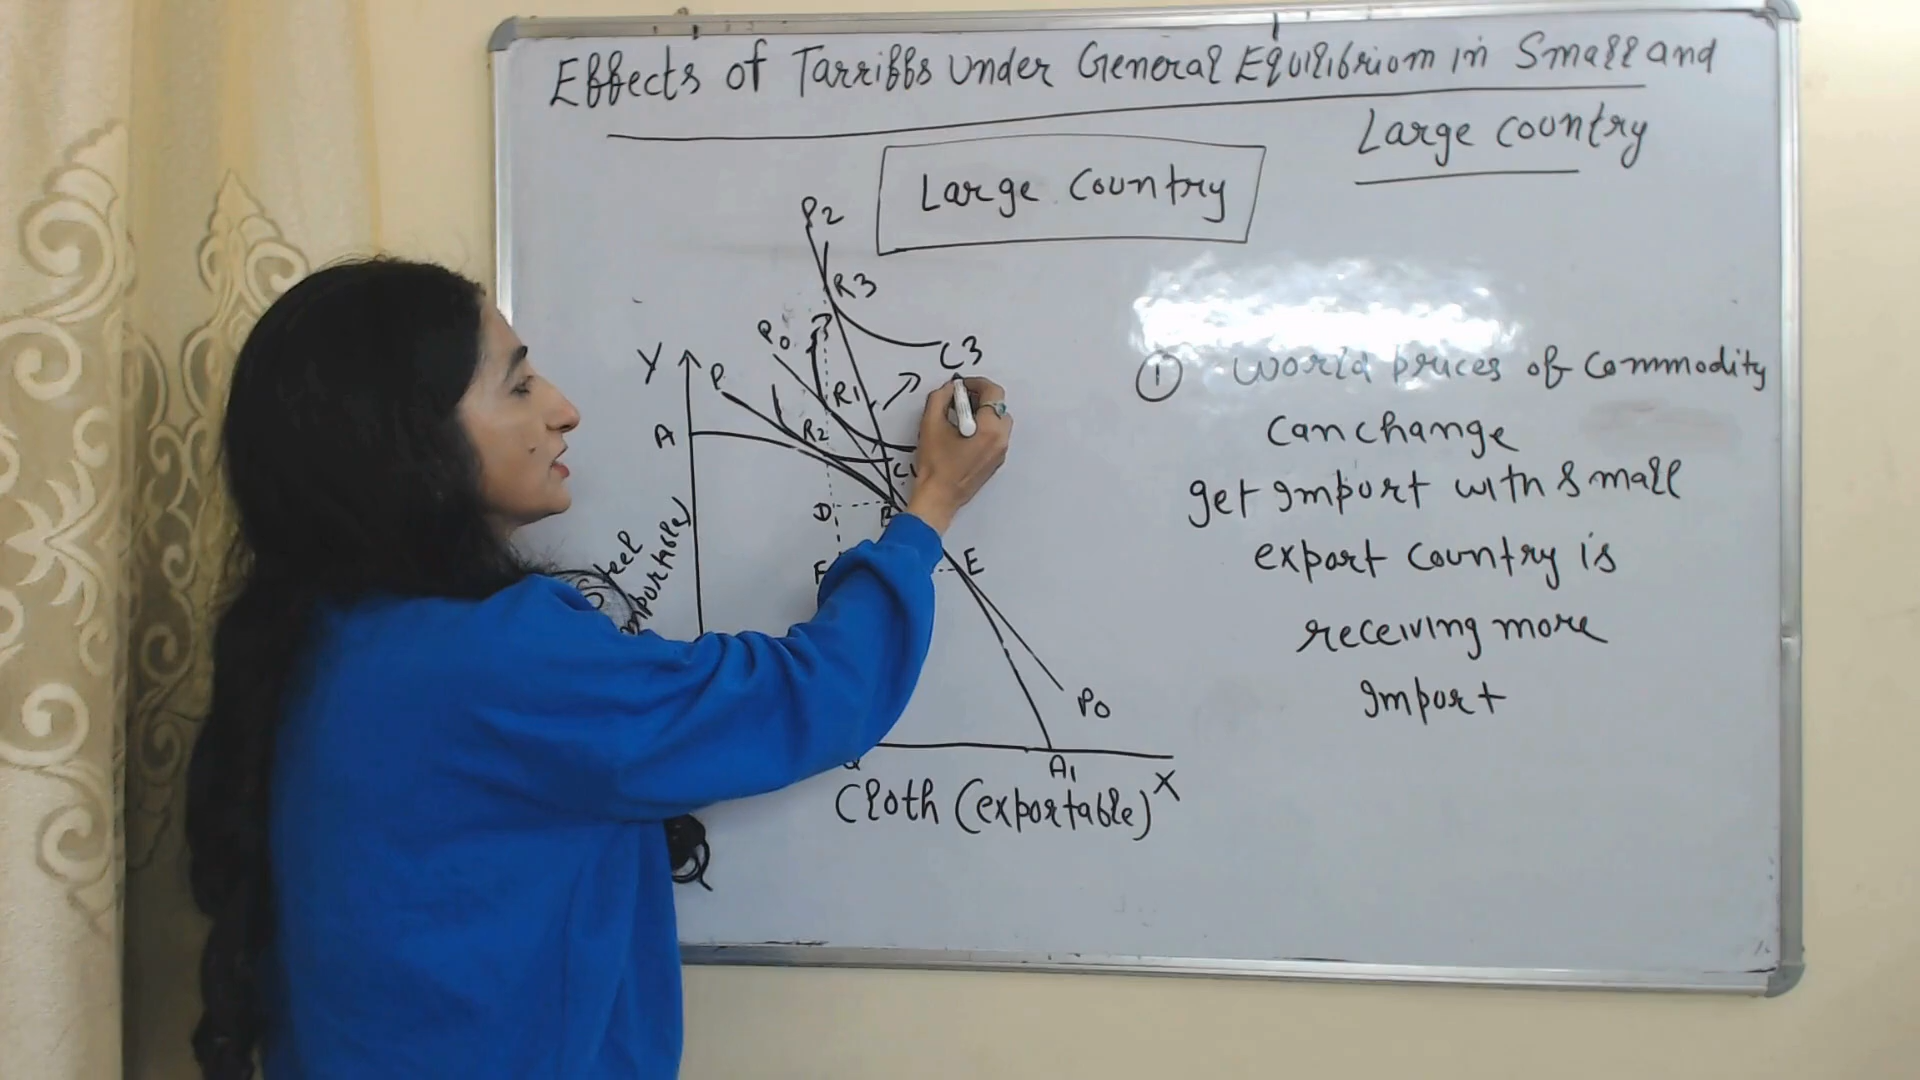 Effects of Tarriffs Under General Equilibriom in Small and
Large country
Large Country
P2
R3
P0
C3
Y
P
R1
R2
A
C1
D
B
Steel
F
E
P0
A1
X
Cloth (exportable)
① World prices of Commodity
can change
get import with small
export country is
receiving more
import